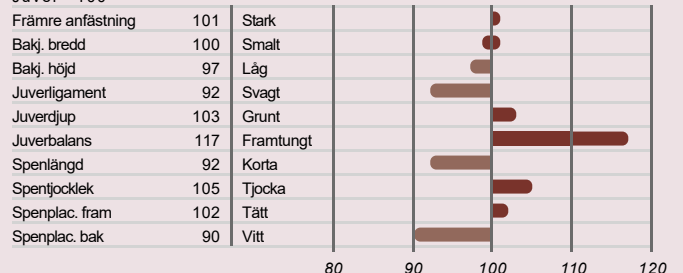 Främre anfästning 101 Stark
Bakj. bredd 100 Smalt
Bakj. höjd 97 Låg
Juverligament 92 Svagt
Juverdjup 103 Grunt
Juverbalans 117 Framtungt
Spenlängd 92 Korta
Spentjocklek 105 Tjocka
Spenplac. fram 102 Tätt
Spenplac. bak 90 Vitt
80 90 100 110 120